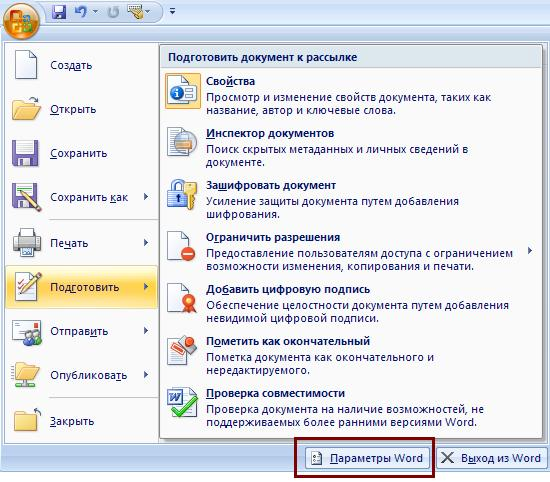 Создать
Открыть
Сохранить
Сохранить как
Печать
Подготовить
Отправить
Опубликовать
Закрыть
Подготовить документ к рассылке
Свойства
Просмотр и изменение свойств документа, таких как
название, автор и ключевые слова.
Инспектор документов
Поиск скрытых метаданных и личных сведений в
документе.
Зашифровать документ
Усиление защиты документа путем добавления
шифрования.
Ограничить разрешения
Предоставление пользователям доступа с ограничением
возможности изменения, копирования и печати.
Добавить цифровую подпись
Обеспечение целостности документа путем добавления
невидимой цифровой подписи.
Пометить как окончательный
Пометка документа как окончательного и
нередактируемого.
Проверка совместимости
Проверка документа на наличие возможностей, не
поддерживаемых более ранними версиями Word.
Параметры Word
Выход из Word